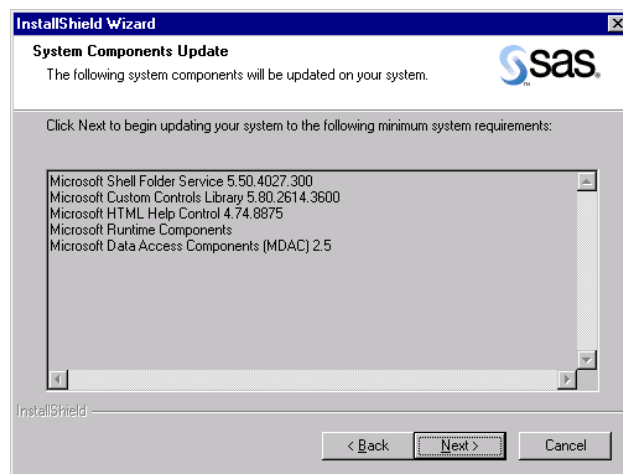 InstallShield Wizard
System Components Update
The following system components will be updated on your system.
sas.
TM
Click Next to begin updating your system to the following minimum system requirements:
Microsoft Shell Folder Service 5.50.4027.300
Microsoft Custom Controls Library 5.80.2614.3600
Microsoft HTML Help Control 4.74.8875
Microsoft Runtime Components
Microsoft Data Access Components (MDAC) 2.5
InstallShield
< Back Next > Cancel